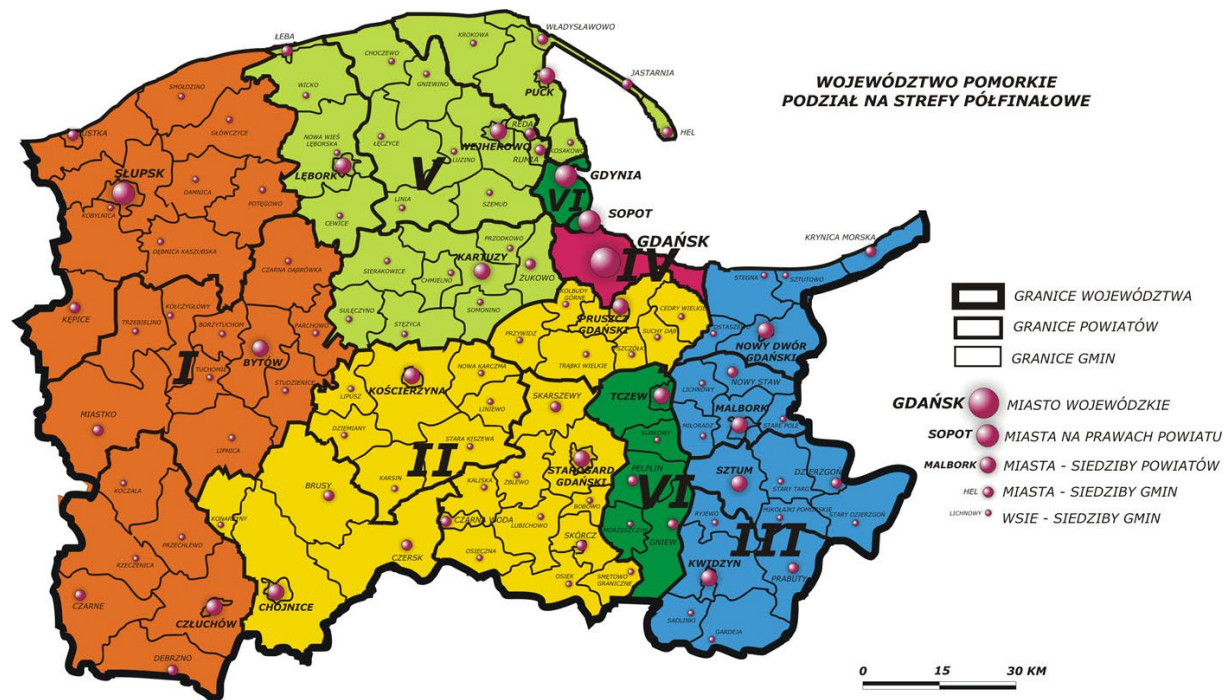 WOJEWÓDZTWO POMORKIE
PODZIAŁ NA STREFY PÓŁFINAŁOWE
WŁADYSŁAWOWO
ŁEBA
KROKOWA
CHOCZEWO
GNIEWINO
JASTARNIA
PUCK
WICKO
SMOŁDZINO
GŁÓWCZYCE
USTKA
HEL
REDA
WEJHEROWO
NOWA WIEŚ
LĘBORSKA
ŁĘCZYCE
RUMIA
KOSAKOWO
LUZINO
LĘBORK
V
SŁUPSK
DAMNICA
POTĘGOWO
GDYNIA
VI
KOBYLNICA
CEWICE
LINIA
SZEMUD
SOPOT
DĘBNICA KASZUBSKA
PRZODKOWO
GDAŃSK
IV
KRYNICA MORSKA
CZARNA DĄBRÓWKA
SIERAKOWICE
KARTUZY
CHMIELNO
ŻUKOWO
STEGNA
SZTUTOWO
KĘPICE
KOŁCZYGŁOWY
TRZEBIELINO
BORZYTUCHOM
PARCHOWO
SULĘCZYNO
STĘŻYCA
SOMONINO
KOLBUDY
GÓRNE
PRUSZCZ
GDAŃSKI
CEDRY WIELKIE
SUCHY DĄB
PRZYWIDZ
PSZCZÓŁKI
TRĄBKI WIELKIE
OSTASZEWO
NOWY DWÓR
GDAŃSKI
I
BYTÓW
TUCHOMIE
STUDZIENICE
KOŚCIERZYNA
NOWA KARCZMA
LIPUSZ
LINIEWO
SKARSZEWY
TCZEW
LICHNOWY
NOWY STAW
MIASTKO
LIPNICA
DZIEMIANY
STARA KISZEWA
SUBKOWY
MALBORK
MIŁORADZ
STARE POLE
II
STAROGARD
GDAŃSKI
PELPLIN
VI
SZTUM
DZIERZGOŃ
STARY TARG
KOCZAŁA
BRUSY
KARSIN
KALISKA
ZBLEWO
BOBOWO
KONARZYNY
CZARNA WODA
LUBICHOWO
MORZESZCZYN
GNIEW
RYJEWO
MIKOŁAJKI POMORSKIE
STARY DZIERZGOŃ
III
PRZECHLEWO
RZECZENICA
CZERSK
OSIECZNA
SKÓRCZ
OSIEK
SMĘTOWO
GRANICZNE
KWIDZYN
PRABUTY
CZARNE
CZŁUCHÓW
CHOJNICE
SADLINKI
GARDEJA
DEBRZNO
GRANICE WOJEWÓDZTWA
GRANICE POWIATÓW
GRANICE GMIN
GDAŃSK MIASTO WOJEWÓDZKIE
SOPOT MIASTA NA PRAWACH POWIATU
MALBORK MIASTA - SIEDZIBY POWIATÓW
HEL MIASTA - SIEDZIBY GMIN
LICHNOWY WSIE - SIEDZIBY GMIN
0 15 30 KM